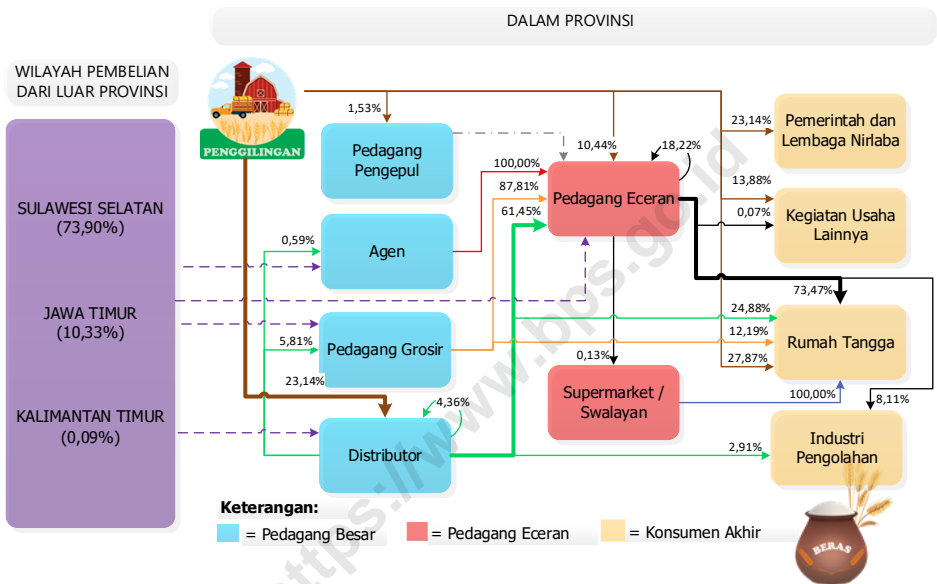 DALAM PROVINSI
WILAYAH PEMBELIAN
DARI LUAR PROVINSI
SULAWESI SELATAN
(73,90%)
JAWA TIMUR
(10,33%)
KALIMANTAN TIMUR
(0,09%)
PENGGILINGAN
1,53%
Pedagang
Pengepul
100,00%
87,81%
61,45%
0,59%
Agen
5,81%
Pedagang Grosir
23,14%
4,36%
Distributor
10,44%
18,22%
Pedagang Eceran
0,13%
Supermarket /
Swalayan
23,14%
Pemerintah dan
Lembaga Nirlaba
13,88%
0,07%
Kegiatan Usaha
Lainnya
73,47%
24,88%
12,19%
27,87%
Rumah Tangga
100,00%
8,11%
2,91%
Industri
Pengolahan
Keterangan:
= Pedagang Besar
= Pedagang Eceran
= Konsumen Akhir
BERAS
https://www.bps.go.id